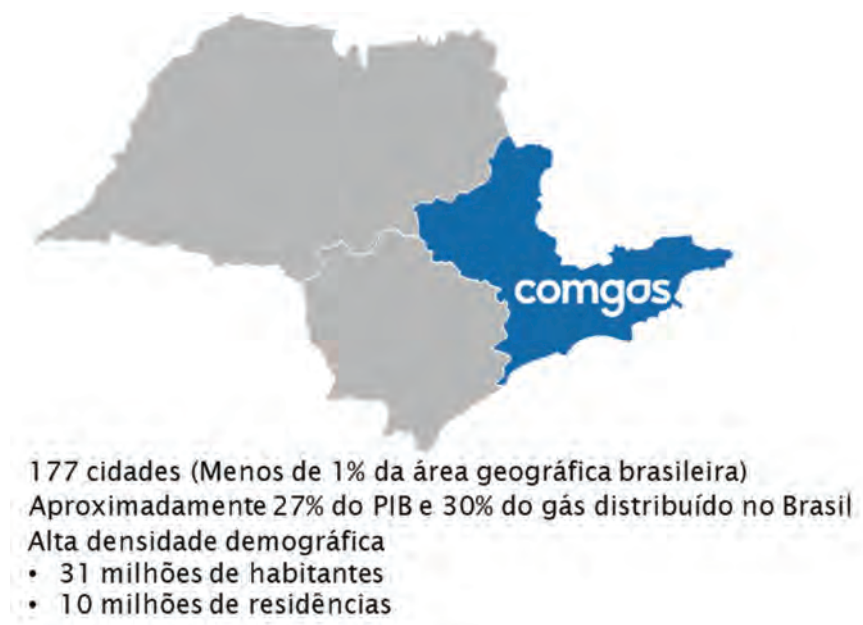 comgas
177 cidades (Menos de 1% da área geográfica brasileira)
Aproximadamente 27% do PIB e 30% do gás distribuído no Brasil
Alta densidade demográfica
• 31 milhões de habitantes
• 10 milhões de residências